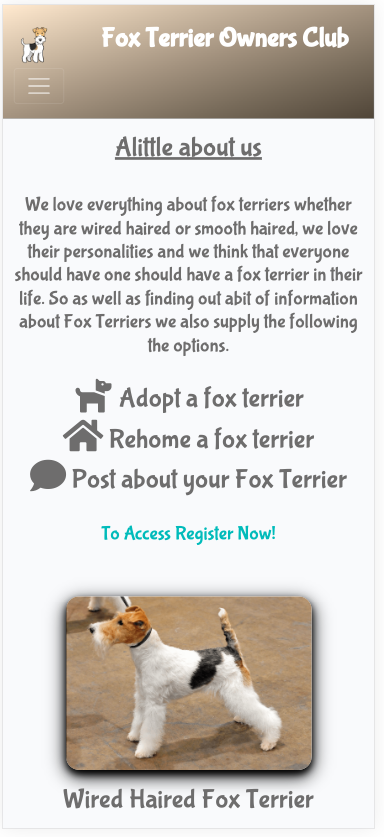 Fox Terrier Owners Club
Alittle about us
We love everything about fox terriers whether
they are wired haired or smooth haired, we love
their personalities and we think that everyone
should have one should have a fox terrier in their
life. So as well as finding out abit of information
about Fox Terriers we also supply the following
the options.
Adopt a fox terrier
Rehome a fox terrier
Post about your Fox Terrier
To Access Register Now!
Wired Haired Fox Terrier